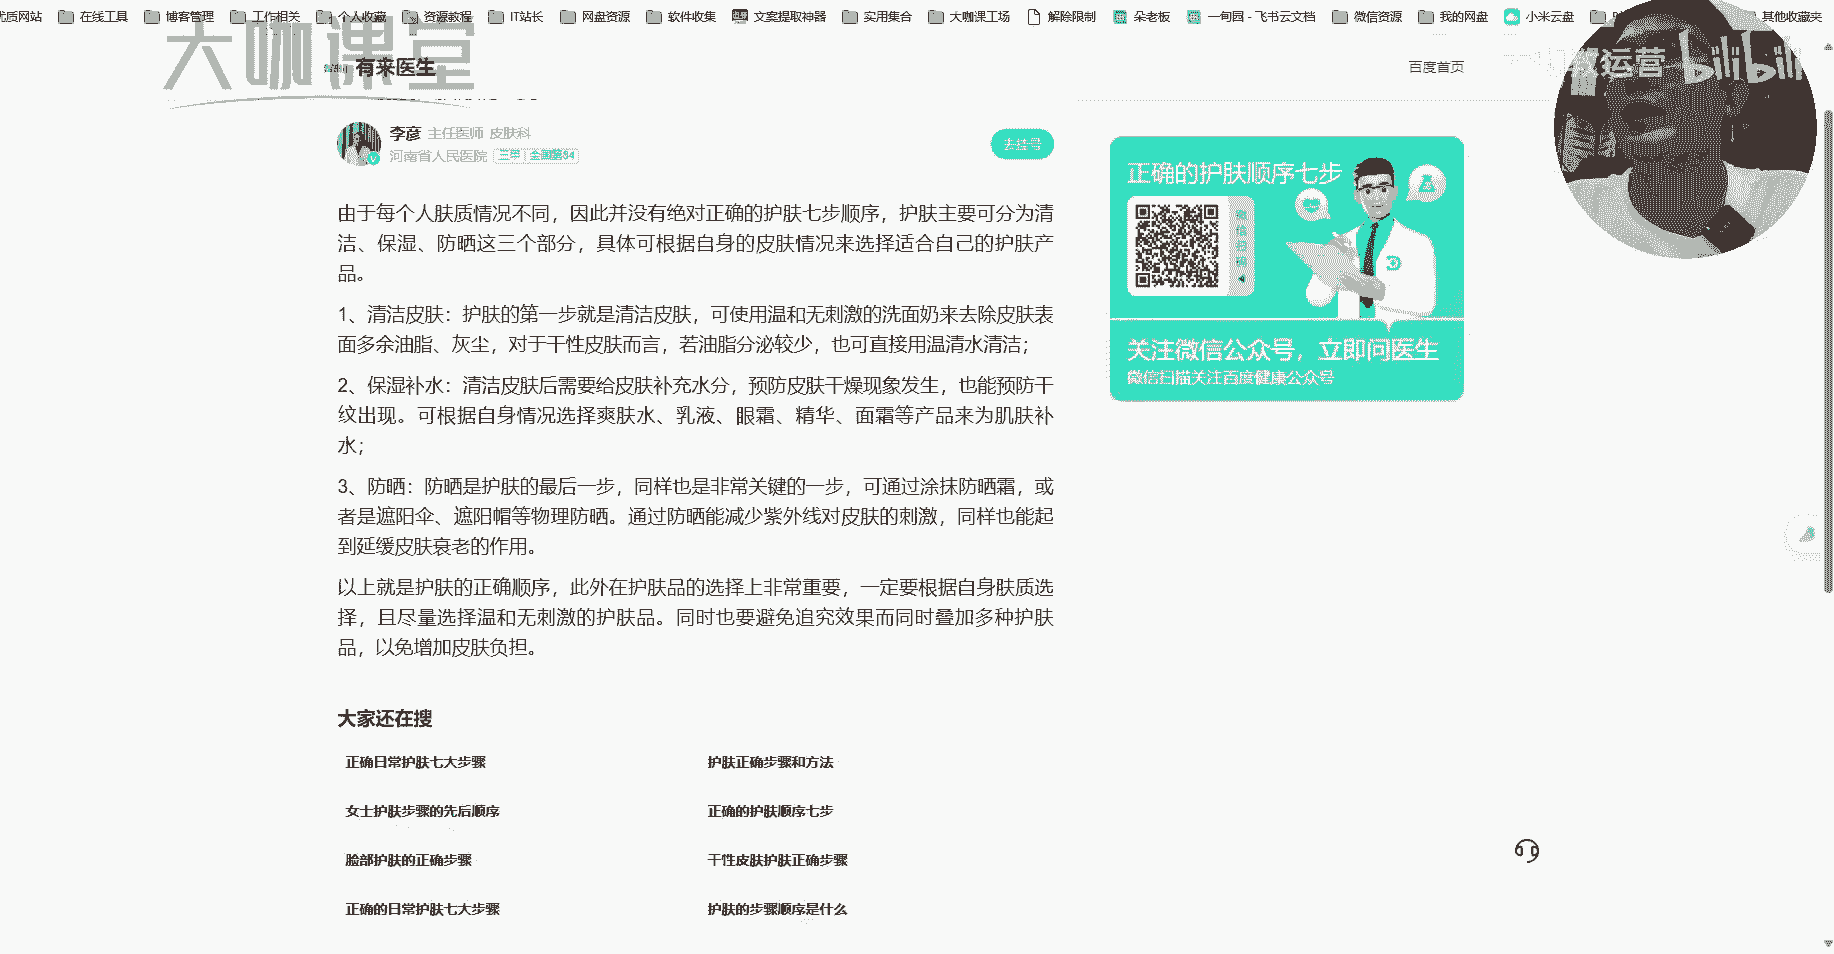 优质网站 在线工具 博客管理 工作相关 个人收藏 资源教程 IT站长 网盘资源 软件收集 文案提取神器 实用集合 大咖课工场 解除限制 朵老板 一甸园 - 飞书云文档 微信资源 我的网盘 小米云盘 其他收藏夹
大咖课堂
有来医生
百度首页
运营 bilibili
李彦 主任医师 皮肤科
河南省人民医院 三甲 全国第34
去挂号
由于每个人肤质情况不同，因此并没有绝对正确的护肤七步顺序，护肤主要可分为清
洁、保湿、防晒这三个部分，具体可根据自身的皮肤情况来选择适合自己的护肤产
品。
1、清洁皮肤：护肤的第一步就是清洁皮肤，可使用温和无刺激的洗面奶来去除皮肤表
面多余油脂、灰尘，对于干性皮肤而言，若油脂分泌较少，也可直接用温清水清洁；
2、保湿补水：清洁皮肤后需要给皮肤补充水分，预防皮肤干燥现象发生，也能预防干
纹出现。可根据自身情况选择爽肤水、乳液、眼霜、精华、面霜等产品来为肌肤补
水；
3、防晒：防晒是护肤的最后一步，同样也是非常关键的一步，可通过涂抹防晒霜，或
者是遮阳伞、遮阳帽等物理防晒。通过防晒能减少紫外线对皮肤的刺激，同样也能起
到延缓皮肤衰老的作用。
以上就是护肤的正确顺序，此外在护肤品的选择上非常重要，一定要根据自身肤质选
择，且尽量选择温和无刺激的护肤品。同时也要避免追究效果而同时叠加多种护肤
品，以免增加皮肤负担。
正确的护肤顺序七步
微信扫码
关注微信公众号，立即问医生
微信扫描关注百度健康公众号
大家还在搜
正确日常护肤七大步骤 护肤正确步骤和方法
女士护肤步骤的先后顺序 正确的护肤顺序七步
脸部护肤的正确步骤 干性皮肤护肤正确步骤
正确的日常护肤七大步骤 护肤的步骤顺序是什么